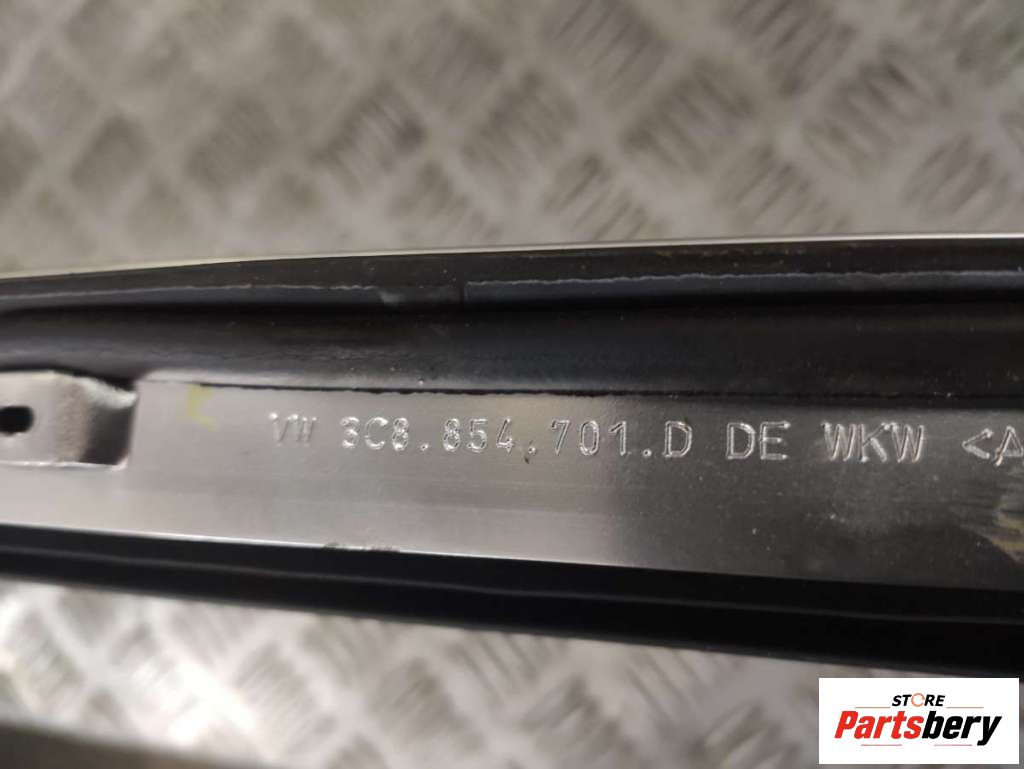 VW 3C8.854.701.D DE WKW <A
STORE
Partsbery